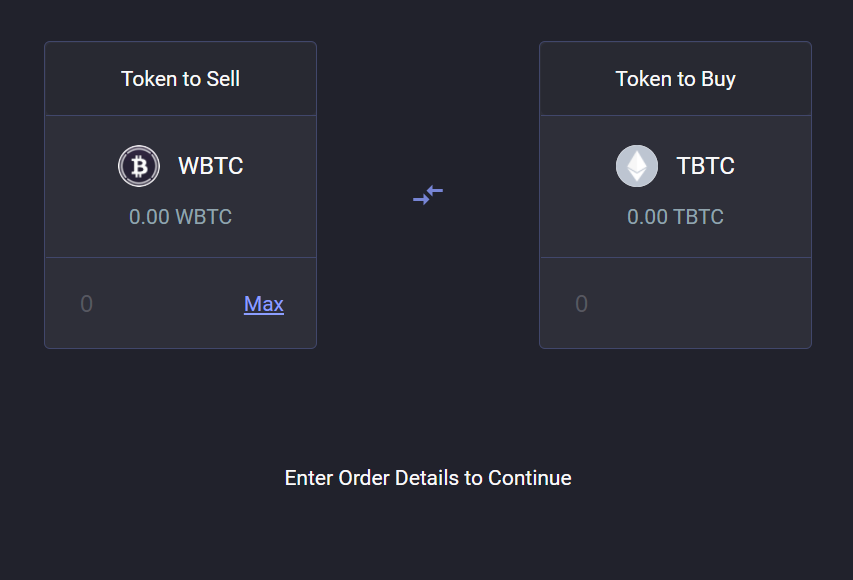 Token to Sell
WBTC
0.00 WBTC
0
Max
Token to Buy
TBTC
0.00 TBTC
0
Enter Order Details to Continue